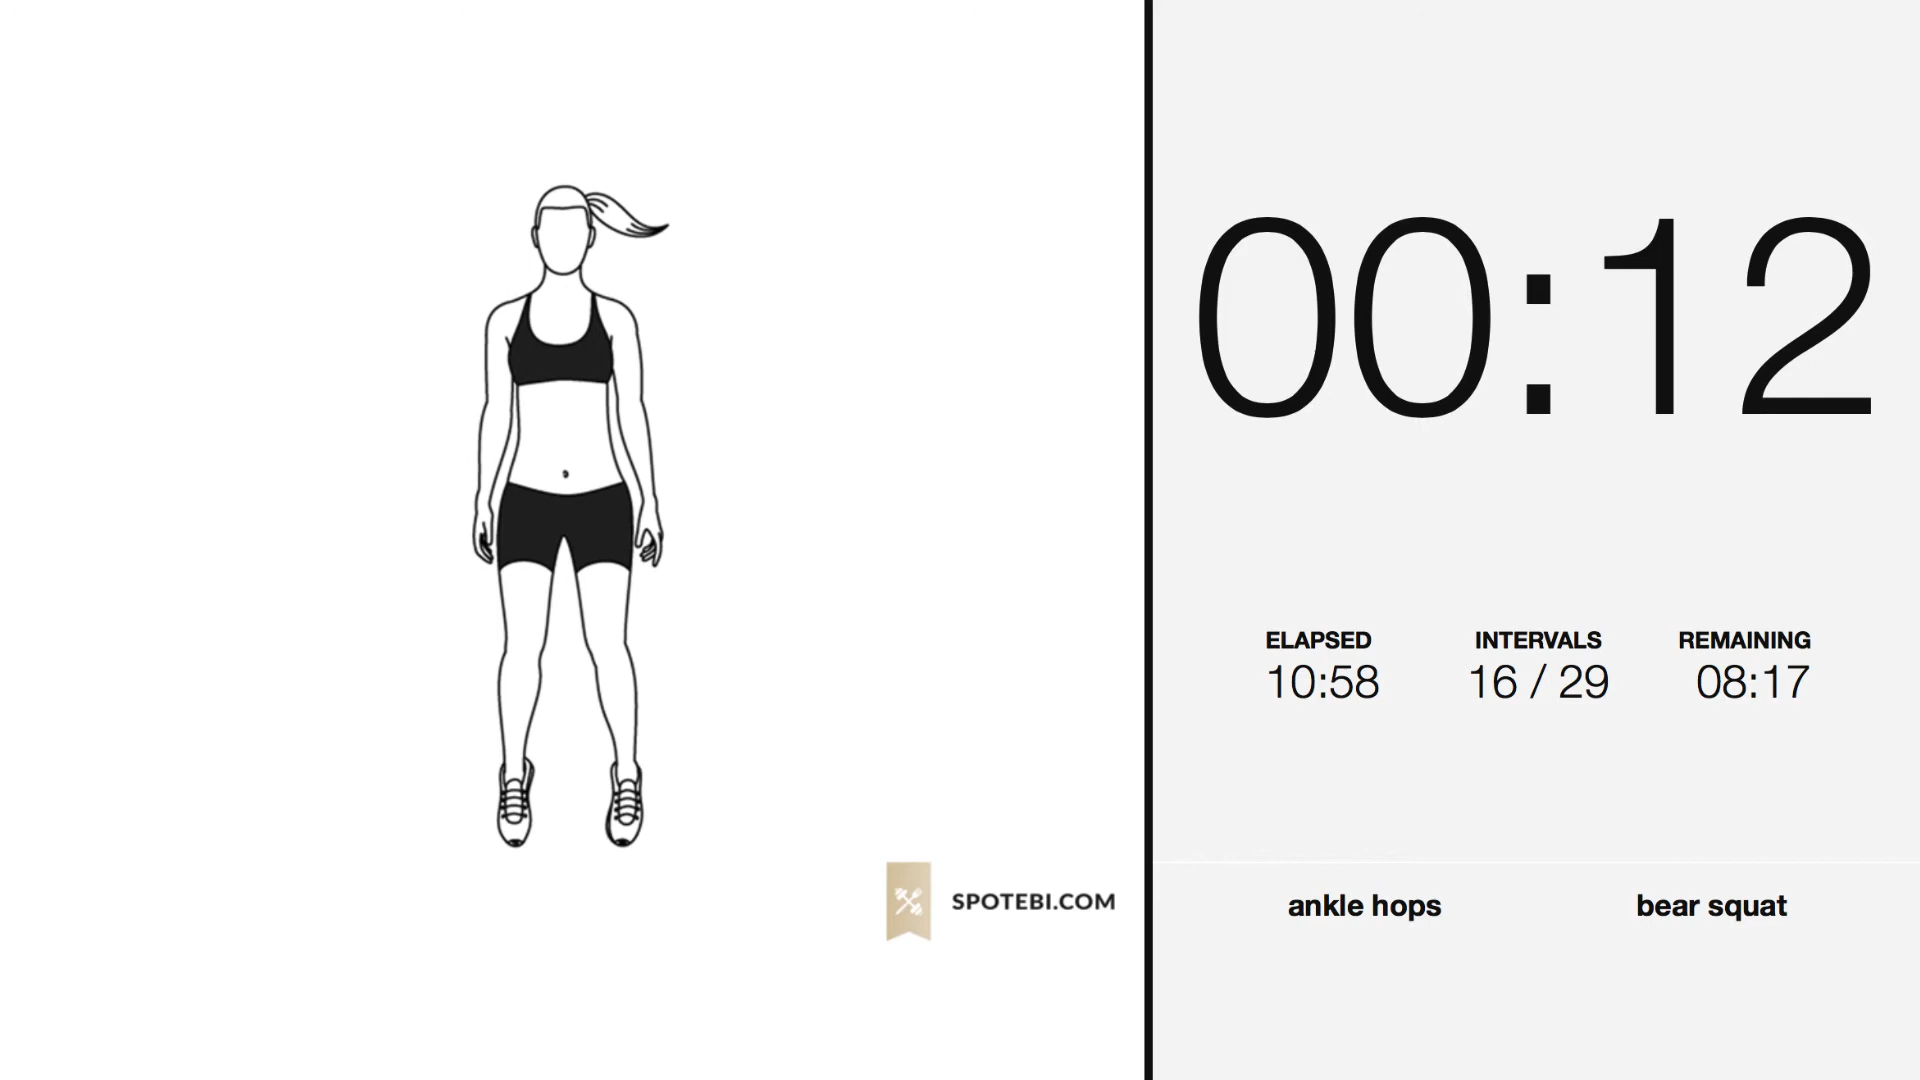 00:12
ELAPSED INTERVALS REMAINING
10:58 16 / 29 08:17
SPOTEBI.COM
ankle hops bear squat